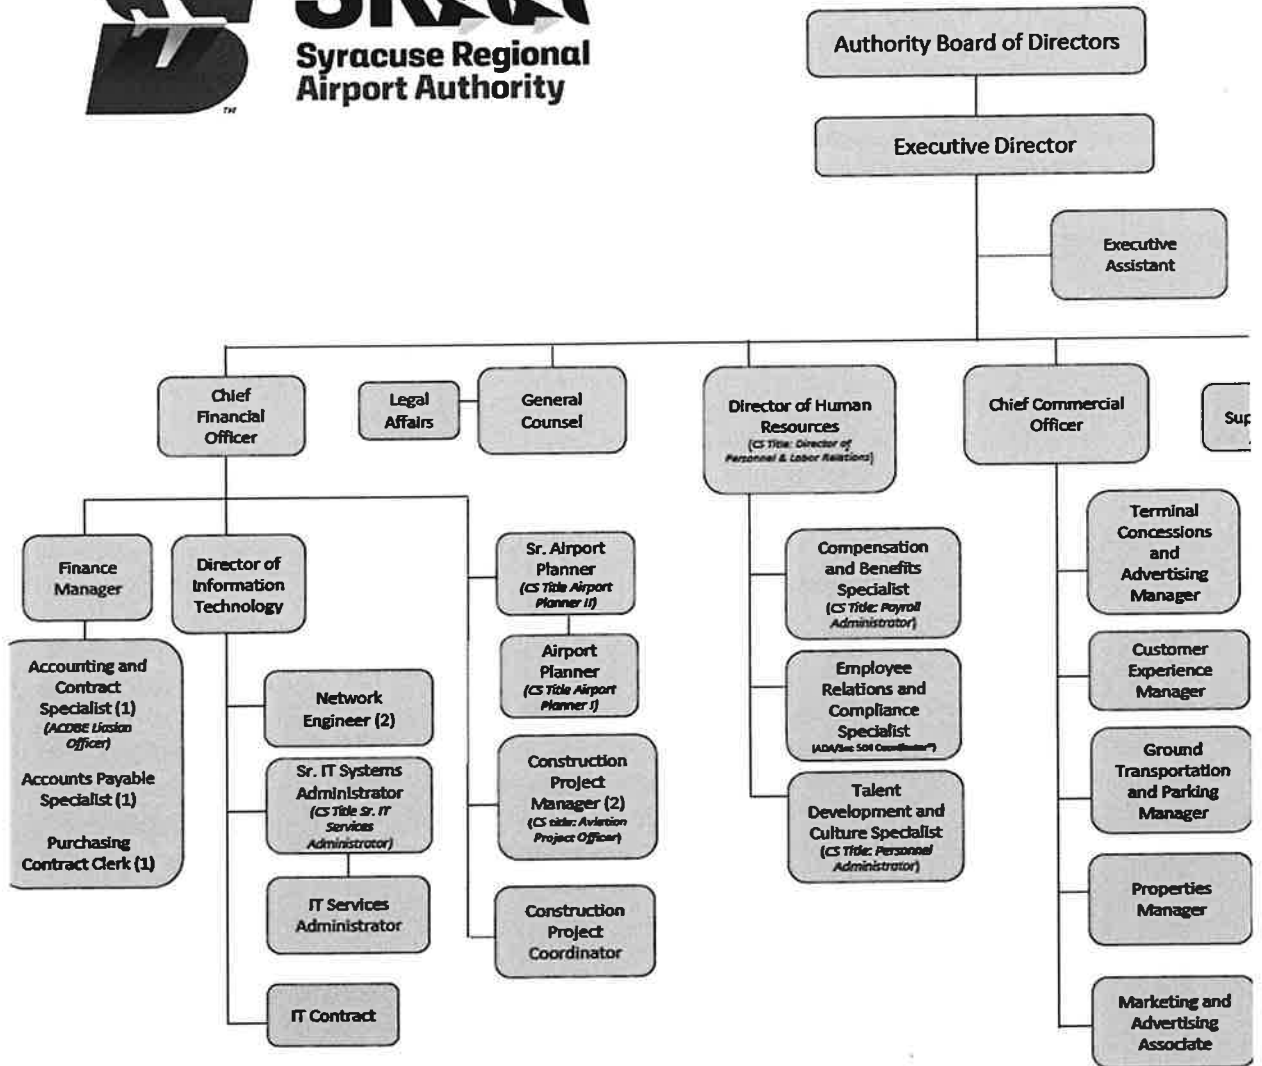 Syracuse Regional
Airport Authority
TM
Authority Board of Directors
Executive Director
Executive
Assistant
Chief
Financial
Officer
Legal
Affairs
General
Counsel
Director of Human
Resources
(CS Title: Director of
Personnel & Labor Relations)
Chief Commercial
Officer
Finance
Manager
Accounting and
Contract
Specialist (1)
(ACDBE Liasion
Officer)
Accounts Payable
Specialist (1)
Purchasing
Contract Clerk (1)
Director of
Information
Technology
Network
Engineer (2)
Sr. IT Systems
Administrator
(CS Title Sr. IT
Services
Administrator)
IT Services
Administrator
IT Contract
Sr. Airport
Planner
(CS Title Airport
Planner II)
Airport
Planner
(CS Title Airport
Planner I)
Construction
Project
Manager (2)
(CS title: Aviation
Project Officer)
Construction
Project
Coordinator
Compensation
and Benefits
Specialist
(CS Title: Payroll
Administrator)
Employee
Relations and
Compliance
Specialist
(ADA/Sec 504 Coordinator*)
Talent
Development and
Culture Specialist
(CS Title: Personnel
Administrator)
Terminal
Concessions
and
Advertising
Manager
Customer
Experience
Manager
Ground
Transportation
and Parking
Manager
Properties
Manager
Marketing and
Advertising
Associate